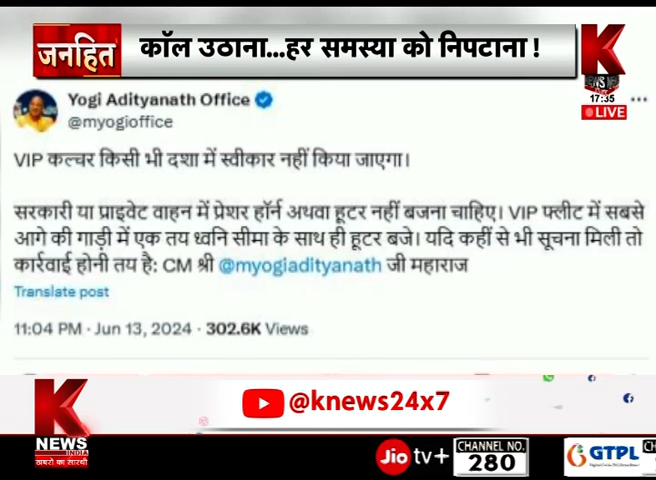 जनहित
कॉल उठाना...हर समस्या को निपटाना!
K
NEWS
17:35
LIVE
Yogi Adityanath Office
@myogioffice
VIP कल्चर किसी भी दशा में स्वीकार नहीं किया जाएगा।
सरकारी या प्राइवेट वाहन में प्रेशर हॉर्न अथवा हूटर नहीं बजना चाहिए। VIP फ्लीट में सबसे
आगे की गाड़ी में एक तय ध्वनि सीमा के साथ ही हूटर बजे। यदि कहीं से भी सूचना मिली तो
कार्रवाई होनी तय है: CM श्री @myogiadityanath जी महाराज
Translate post
11:04 PM · Jun 13, 2024 · 302.6K Views
K
NEWS
INDIA
खबरों का सारथी
@knews24x7
Jio tv+
CHANNEL NO.
280
GTPL